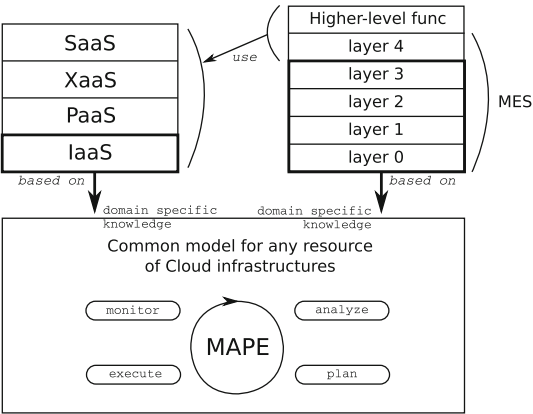 SaaS
XaaS
PaaS
IaaS
use
Higher-level func
layer 4
layer 3
layer 2
layer 1
layer 0
MES
based on
based on
domain specific
knowledge
domain specific
knowledge
Common model for any resource
of Cloud infrastructures
monitor
analyze
MAPE
execute
plan